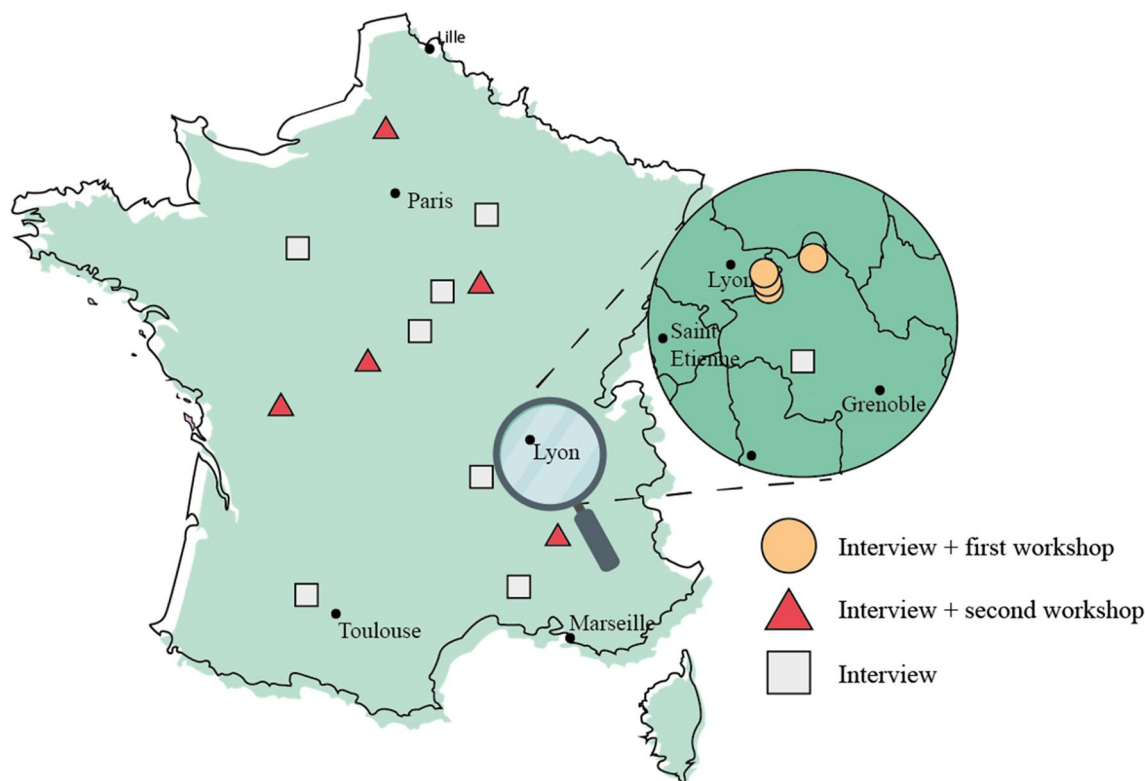 Lille
Paris
Lyon
Saint
Etienne
Grenoble
Lyon
Toulouse
Marseille
Interview + first workshop
Interview + second workshop
Interview